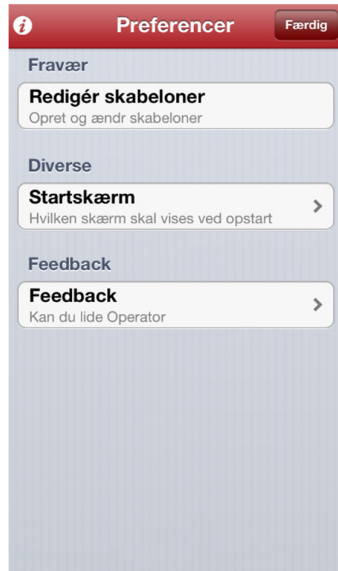 Preferencer
Færdig
Fravær
Redigér skabeloner
Opret og ændr skabeloner
Diverse
Startskærm
Hvilken skærm skal vises ved opstart
Feedback
Feedback
Kan du lide Operator